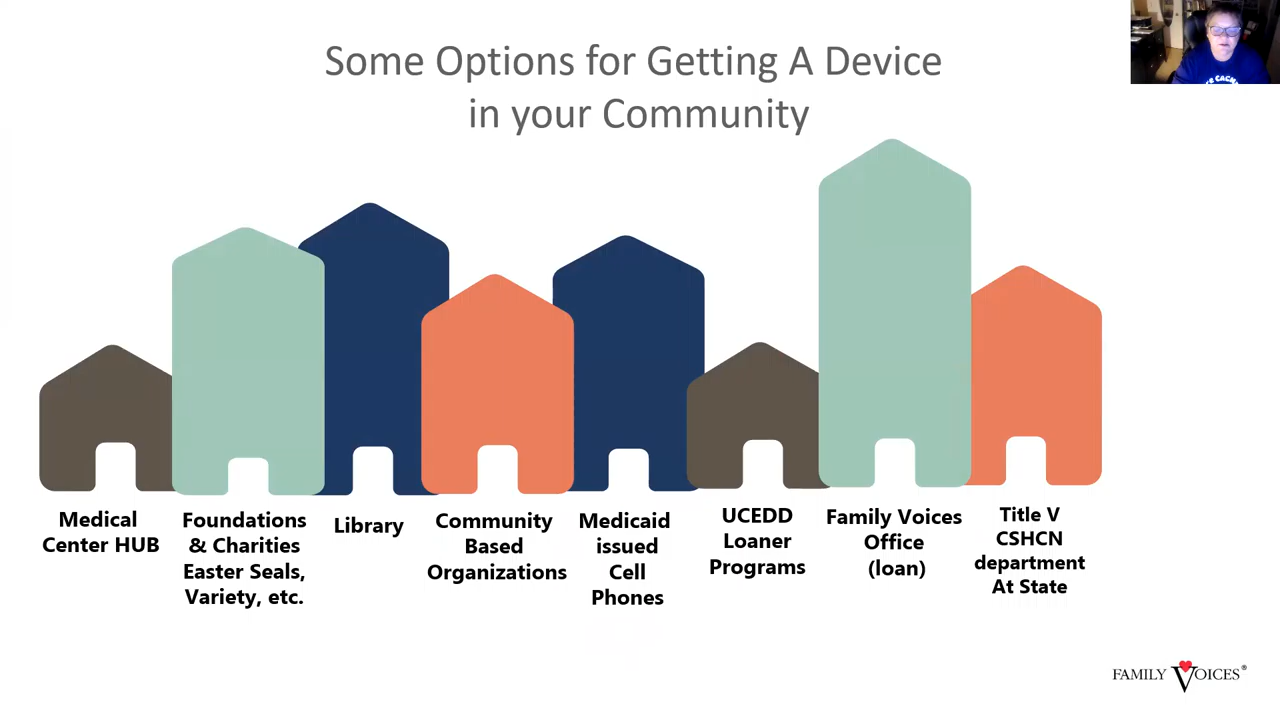 Some Options for Getting A Device
in your Community
Medical
Center HUB
Foundations
& Charities
Easter Seals,
Variety, etc.
Library
Community
Based
Organizations
Medicaid
issued
Cell
Phones
UCEDD
Loaner
Programs
Family Voices
Office
(loan)
Title V
CSHCN
department
At State
FAMILY VOICES®